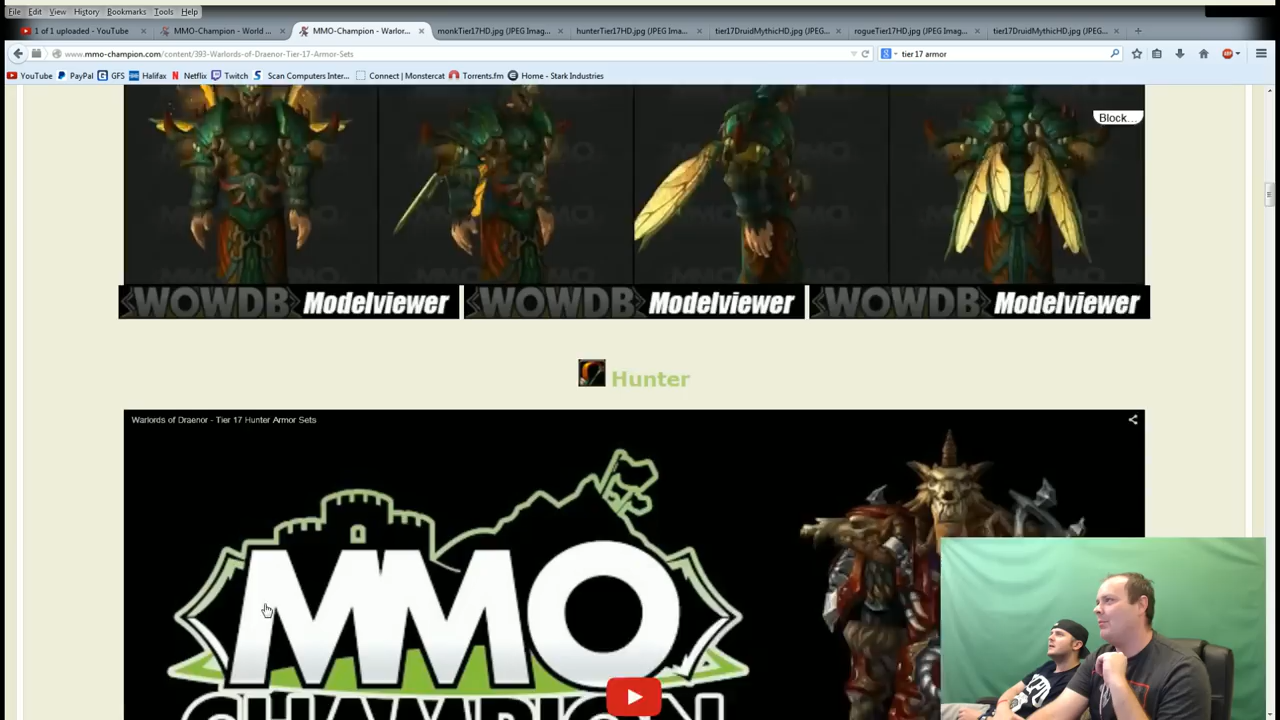 File Edit View History Bookmarks Tools Help
1 of 1 uploaded - YouTube MMO-Champion - World ... MMO-Champion - Warlor... monkTier17HD.jpg (JPEG Imag... hunterTier17HD.jpg (JPEG Ima... tier17DruidMythicHD.jpg (JPEG... rogueTier17HD.jpg (JPEG Imag... tier17DruidMythicHD.jpg (JPEG...
www.mmo-champion.com/content/393-Warlords-of-Draenor-Tier-17-Armor-Sets tier 17 armor
YouTube PayPal GFS Halifax Netflix Twitch Scan Computers Inter... Connect | Monstercat Torrents.fm Home - Stark Industries
Block...
WOWDB Modelviewer WOWDB Modelviewer WOWDB Modelviewer
Hunter
Warlords of Draenor - Tier 17 Hunter Armor Sets
MMO
CHAMPION